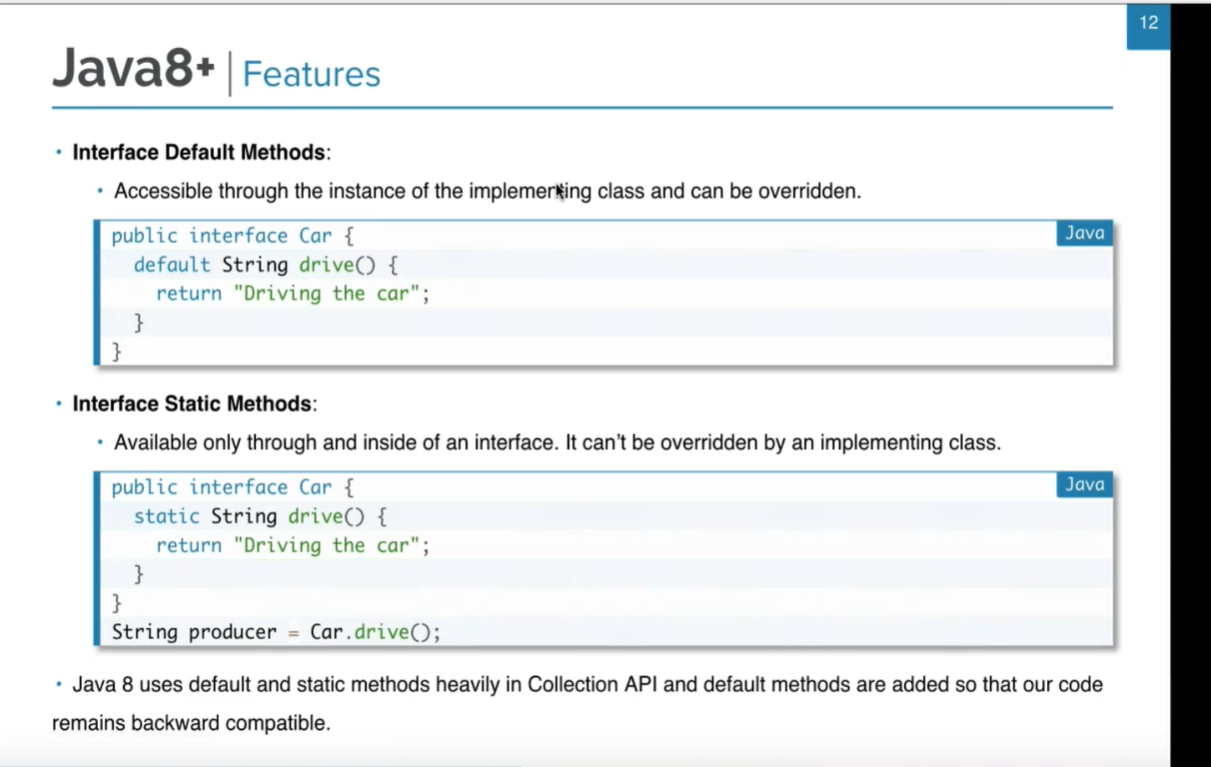 12
Java8+ | Features
• Interface Default Methods:
• Accessible through the instance of the implementing class and can be overridden.
Java
public interface Car {
default String drive() {
return "Driving the car";
}
}
• Interface Static Methods:
• Available only through and inside of an interface. It can't be overridden by an implementing class.
Java
public interface Car {
static String drive() {
return "Driving the car";
}
}
String producer = Car.drive();
• Java 8 uses default and static methods heavily in Collection API and default methods are added so that our code
remains backward compatible.